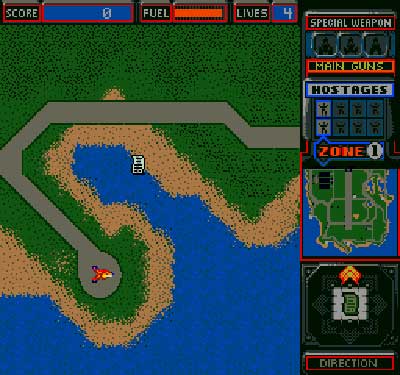 SCORE 0 FUEL LIVES 4
SPECIAL WEAPON
MAIN GUNS
HOSTAGES
ZONE 1
DIRECTION